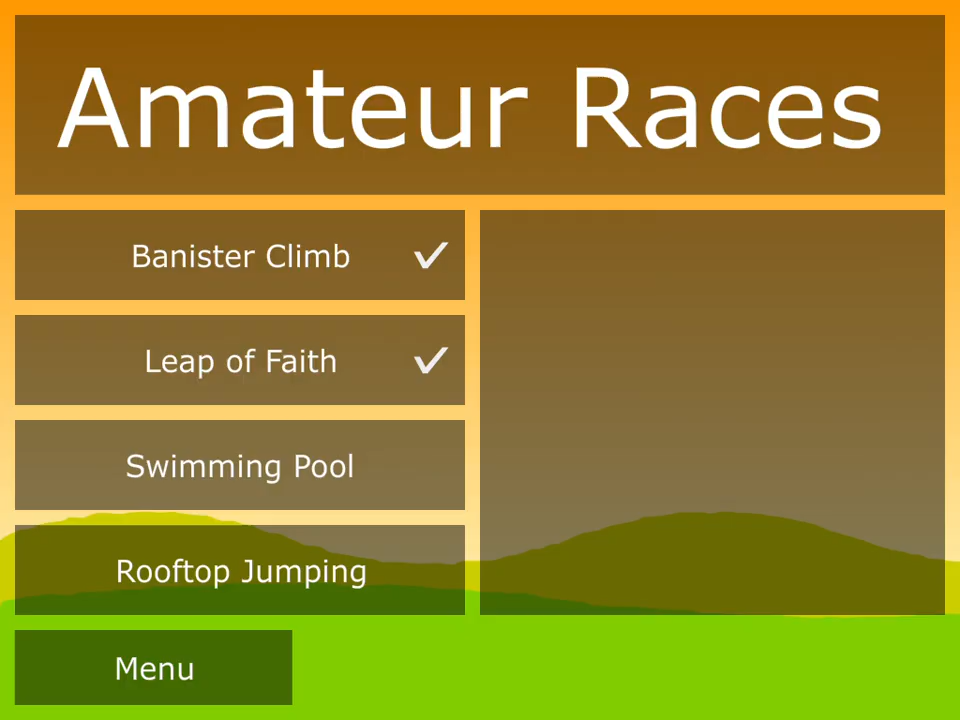 Amateur Races
Banister Climb
Leap of Faith
Swimming Pool
Rooftop Jumping
Menu